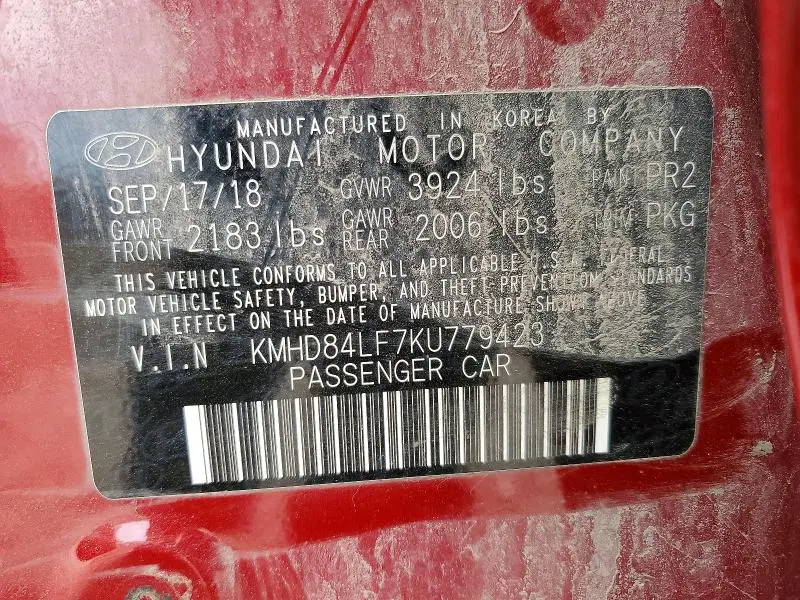 MANUFACTURED IN KOREA BY
HYUNDAI MOTOR COMPANY
SEP/17/18 GVWR 3924 lbs PAINT PR2
GAWR FRONT 2183 lbs GAWR REAR 2006 lbs TRIM PKG
THIS VEHICLE CONFORMS TO ALL APPLICABLE U.S.A. FEDERAL
MOTOR VEHICLE SAFETY, BUMPER, AND THEFT PREVENTION STANDARDS
IN EFFECT ON THE DATE OF MANUFACTURE SHOWN ABOVE
V.I.N KMHD84LF7KU779423
PASSENGER CAR